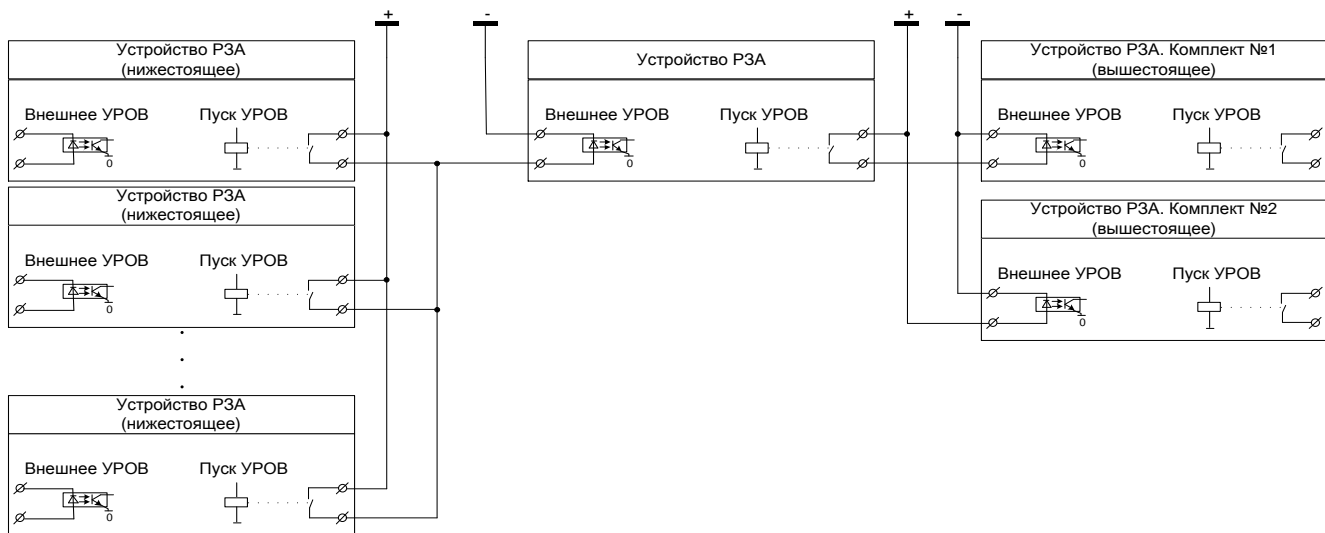 +
-
+
-
Устройство РЗА
(нижестоящее)
Внешнее УРОВ Пуск УРОВ
0
Устройство РЗА
Внешнее УРОВ Пуск УРОВ
0
Устройство РЗА. Комплект №1
(вышестоящее)
Внешнее УРОВ Пуск УРОВ
0
Устройство РЗА
(нижестоящее)
Внешнее УРОВ Пуск УРОВ
0
Устройство РЗА. Комплект №2
(вышестоящее)
Внешнее УРОВ Пуск УРОВ
0
Устройство РЗА
(нижестоящее)
Внешнее УРОВ Пуск УРОВ
0